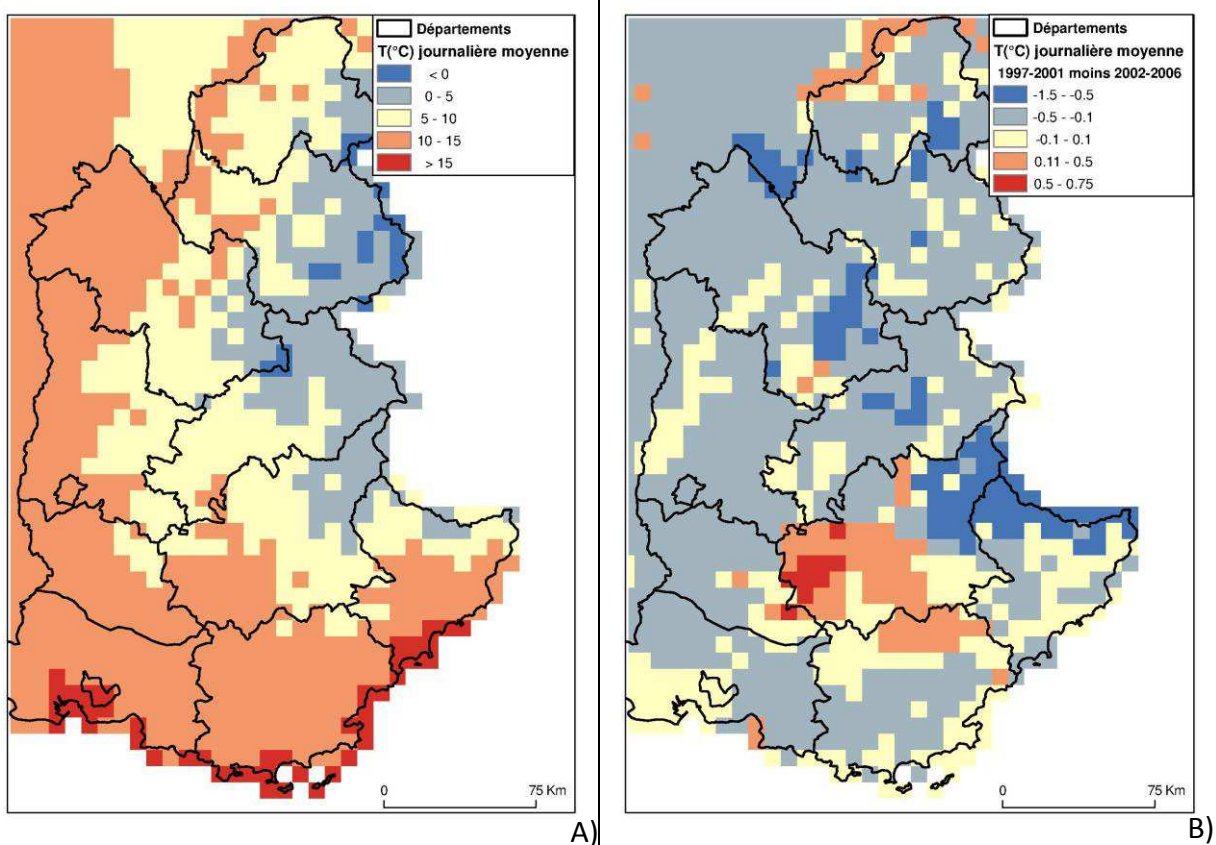 Départements
T(°C) journalière moyenne
< 0
0 - 5
5 - 10
10 - 15
> 15
0
75 Km
A)
Départements
T(°C) journalière moyenne
1997-2001 moins 2002-2006
-1.5 - -0.5
-0.5 - -0.1
-0.1 - 0.1
0.11 - 0.5
0.5 - 0.75
0
75 Km
B)